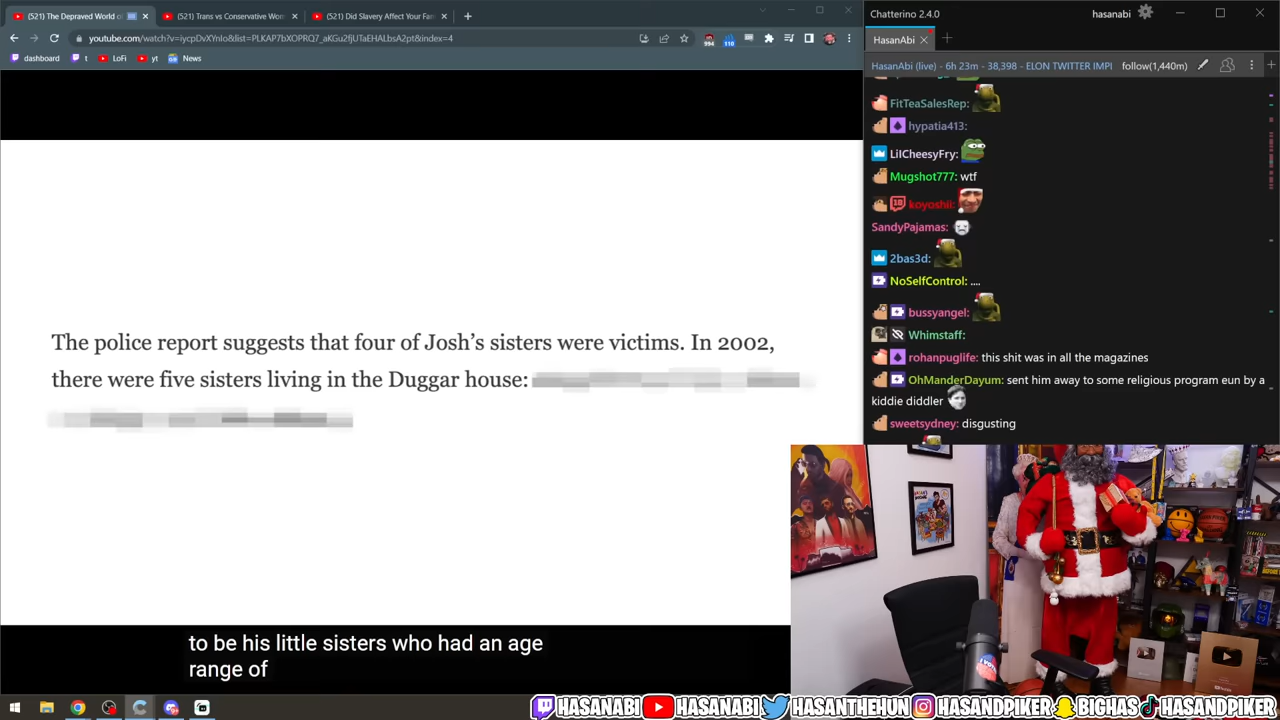 (521) The Depraved World of
(521) Trans vs Conservative Wom
(521) Did Slavery Affect Your Fam
youtube.com/watch?v=iycpDvXYnIo&list=PLKAP7bXOPRQ7_aKGu2fjUTaEHALbsA2pt&index=4
994
110
dashboard
t
LoFi
yt
News
The police report suggests that four of Josh's sisters were victims. In 2002,
there were five sisters living in the Duggar house:
to be his little sisters who had an age
range of
Chatterino 2.4.0
hasanabi
HasanAbi
HasanAbi (live) - 6h 23m - 38,398 - ELON TWITTER IMPI
follow(1,440m)
FitTeaSalesRep:
hypatia413:
LilCheesyFry:
Mugshot777: wtf
koyoshii:
SandyPajamas:
2bas3d:
NoSelfControl: ....
bussyangel:
Whimstaff:
rohanpuglife: this shit was in all the magazines
OhManderDayum: sent him away to some religious program eun by a
kiddie diddler
sweetsydney: disgusting
HASANABI
HASANABI
HASANTHEHUN
HASANDPIKER
BIGHAS
HASANDPIKER